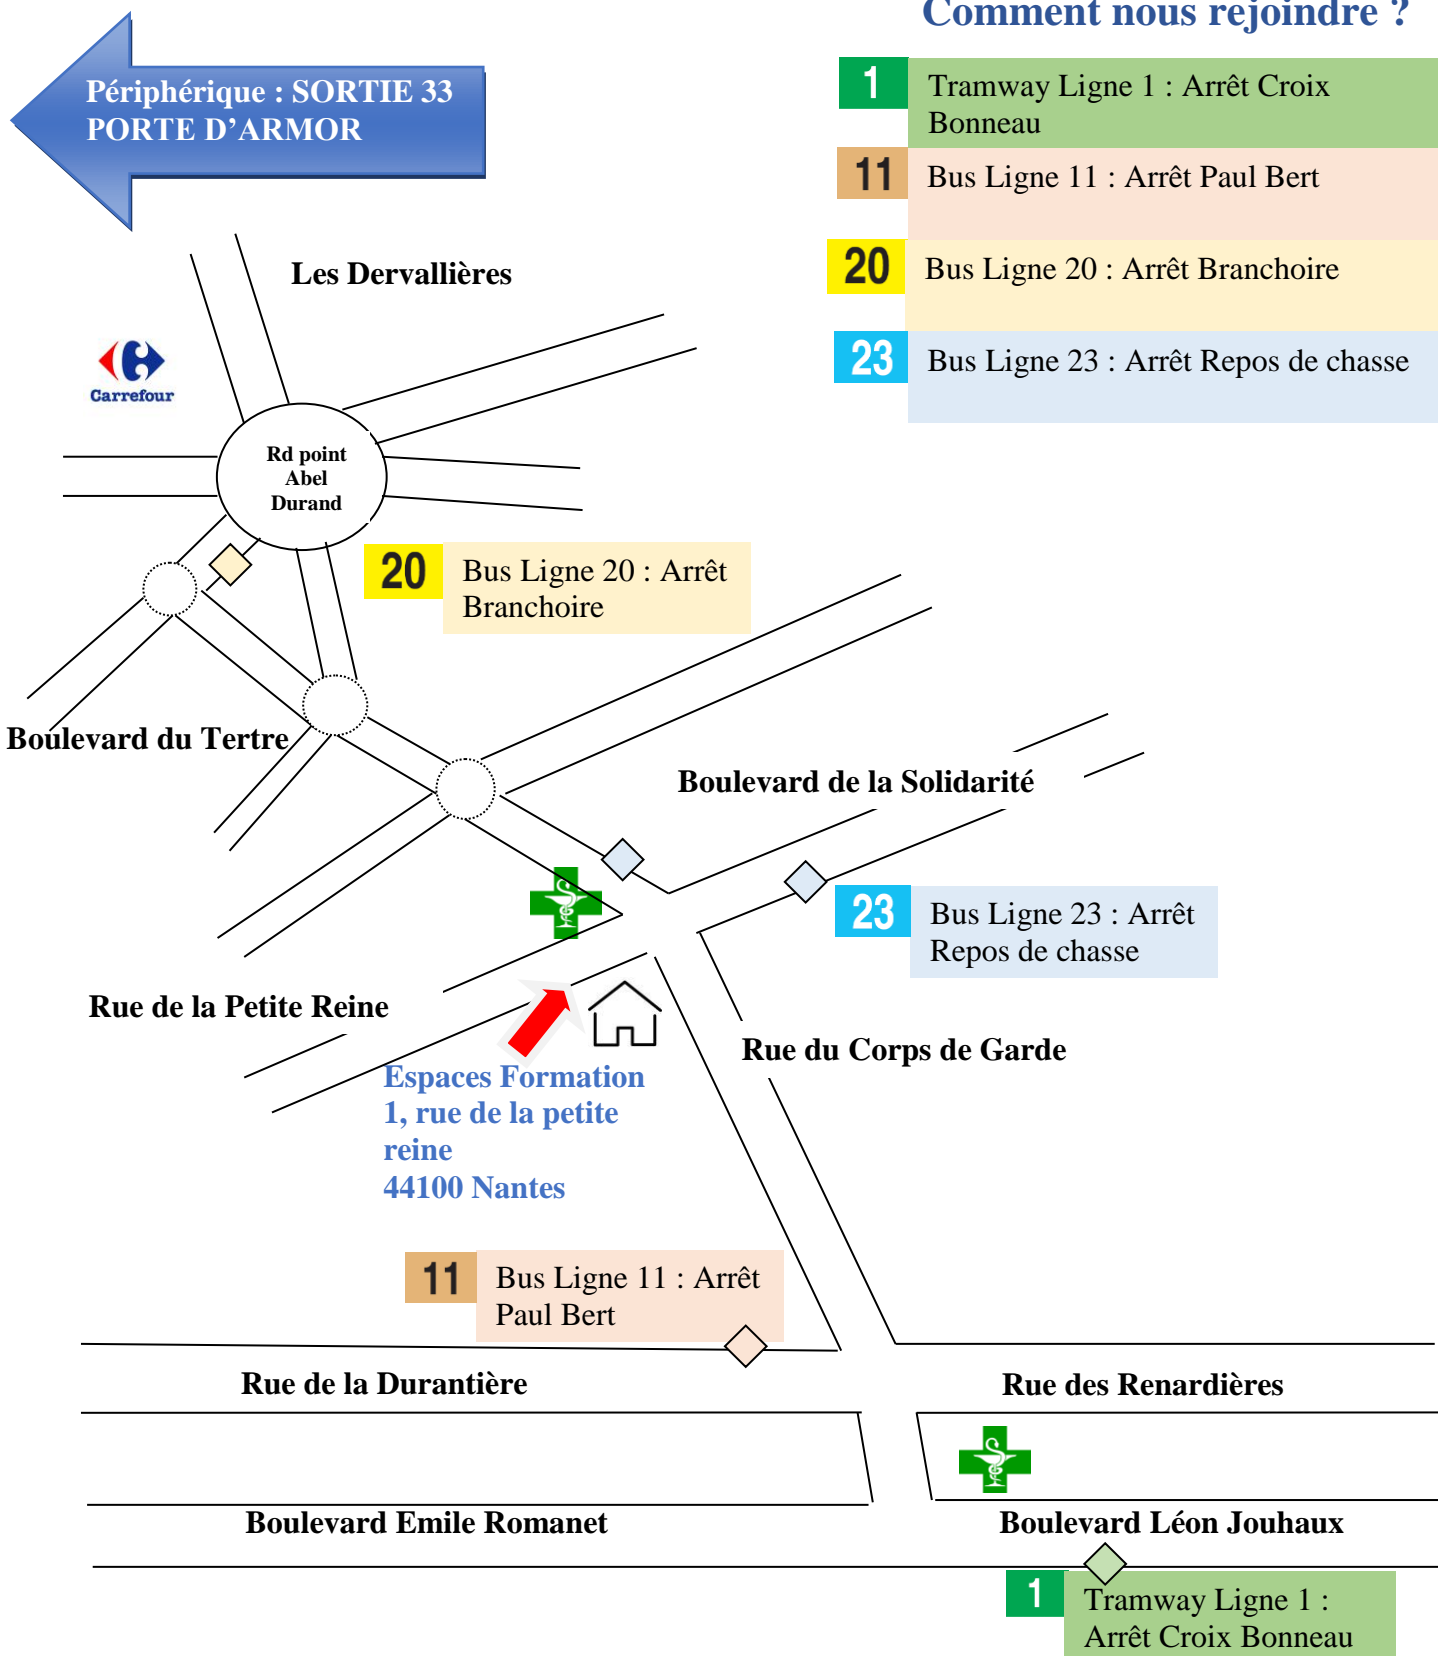 Comment nous rejoindre ?
Périphérique : SORTIE 33
PORTE D’ARMOR
1
Tramway Ligne 1 : Arrêt Croix
Bonneau
11
Bus Ligne 11 : Arrêt Paul Bert
20
Bus Ligne 20 : Arrêt Branchoire
23
Bus Ligne 23 : Arrêt Repos de chasse
Les Dervallières
Carrefour
Rd point
Abel
Durand
20
Bus Ligne 20 : Arrêt
Branchoire
Boulevard du Tertre
Boulevard de la Solidarité
23
Bus Ligne 23 : Arrêt
Repos de chasse
Rue de la Petite Reine
Rue du Corps de Garde
Espaces Formation
1, rue de la petite
reine
44100 Nantes
11
Bus Ligne 11 : Arrêt
Paul Bert
Rue de la Durantière
Rue des Renardières
Boulevard Emile Romanet
Boulevard Léon Jouhaux
1
Tramway Ligne 1 :
Arrêt Croix Bonneau